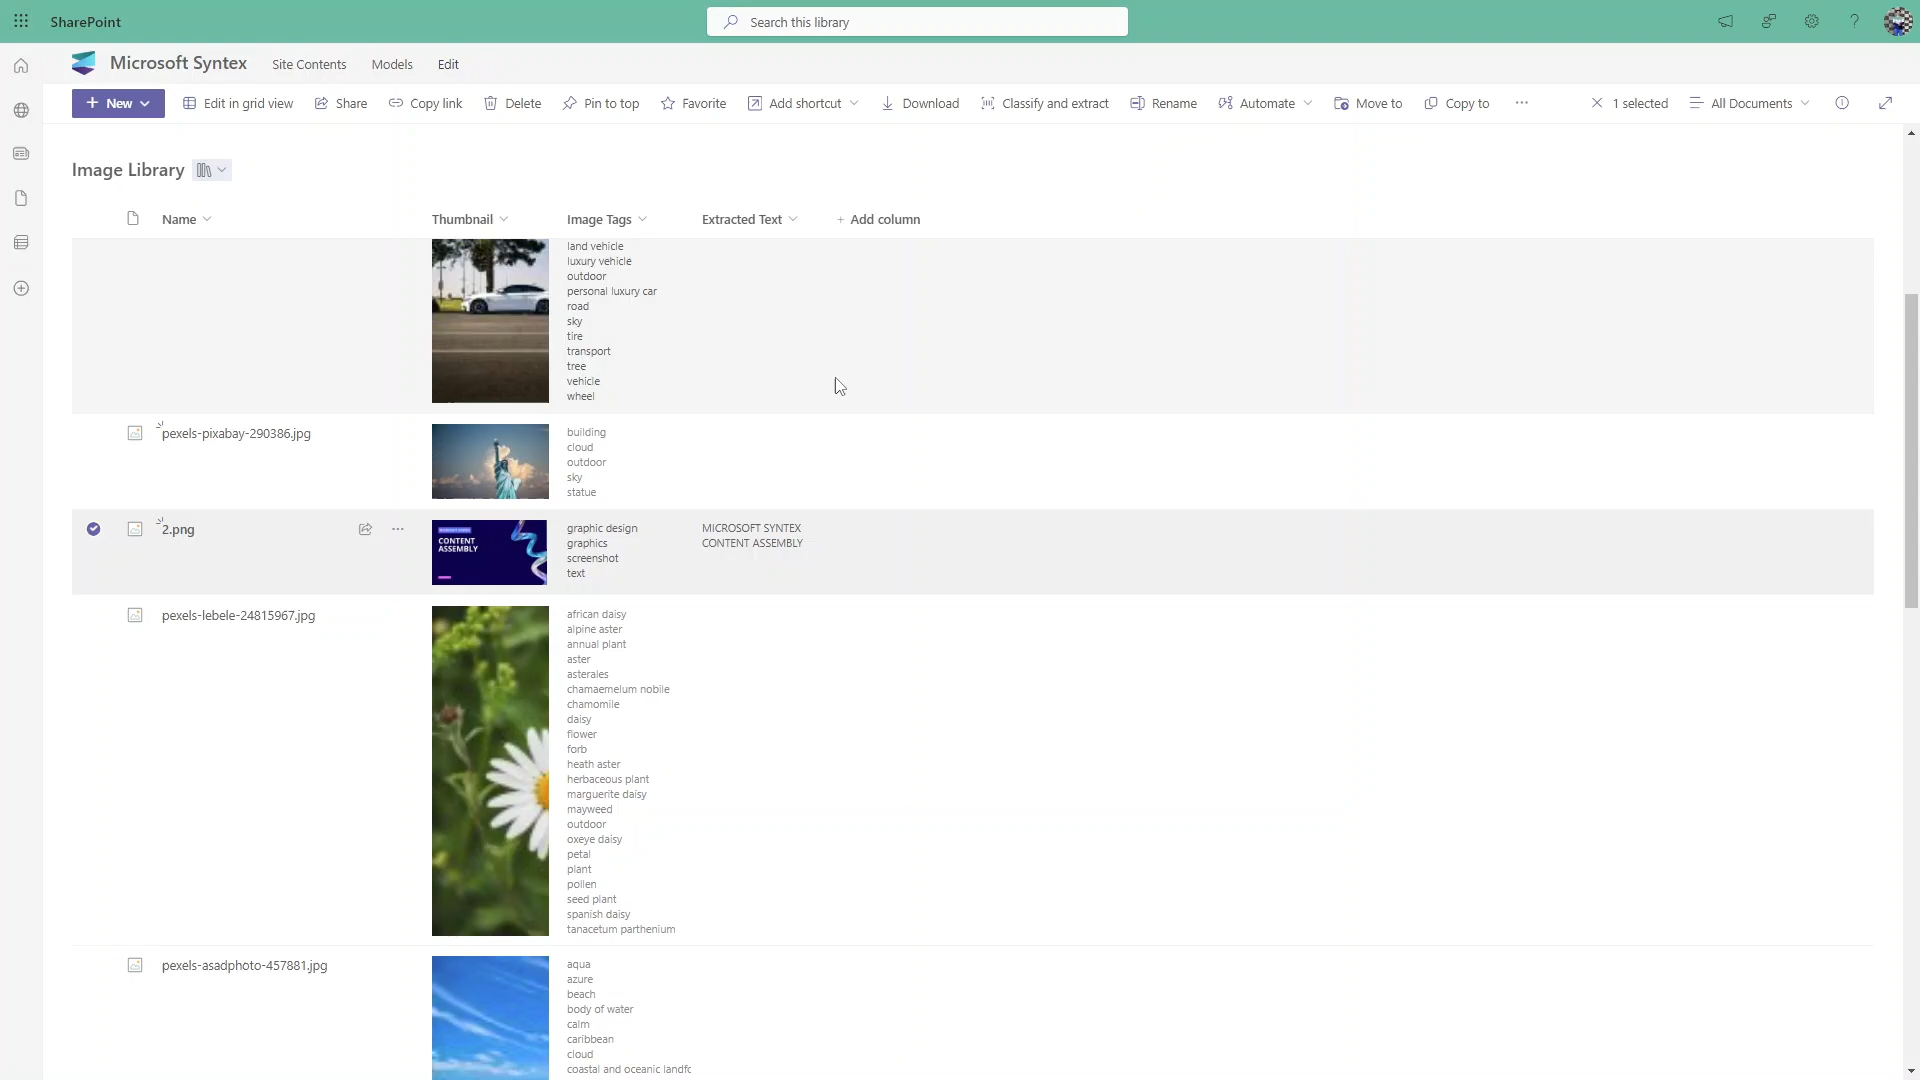 SharePoint
Search this library
Microsoft Syntex
Site Contents
Models
Edit
New
Edit in grid view
Share
Copy link
Delete
Pin to top
Favorite
Add shortcut
Download
Classify and extract
Rename
Automate
Move to
Copy to
1 selected
All Documents
Image Library
Name
Thumbnail
Image Tags
Extracted Text
Add column
land vehicle
luxury vehicle
outdoor
personal luxury car
road
sky
tire
transport
tree
vehicle
wheel
pexels-pixabay-290386.jpg
building
cloud
outdoor
sky
statue
2.png
CONTENT
ASSEMBLY
graphic design
graphics
screenshot
text
MICROSOFT SYNTEX
CONTENT ASSEMBLY
pexels-lebele-24815967.jpg
african daisy
alpine aster
annual plant
aster
asterales
chamaemelum nobile
chamomile
daisy
flower
forb
heath aster
herbaceous plant
marguerite daisy
mayweed
outdoor
oxeye daisy
petal
plant
pollen
seed plant
spanish daisy
tanacetum parthenium
pexels-asadphoto-457881.jpg
aqua
azure
beach
body of water
calm
caribbean
cloud
coastal and oceanic landfc